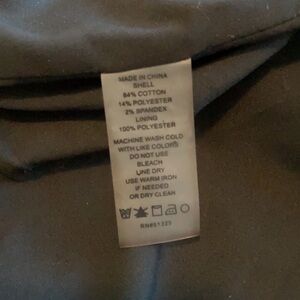 MADE IN CHINA
SHELL
84% COTTON
14% POLYESTER
2% SPANDEX
LINING
100% POLYESTER
MACHINE WASH COLD
WITH LIKE COLORS
DO NOT USE
BLEACH
LINE DRY
USE WARM IRON
IF NEEDED
OR DRY CLEAN